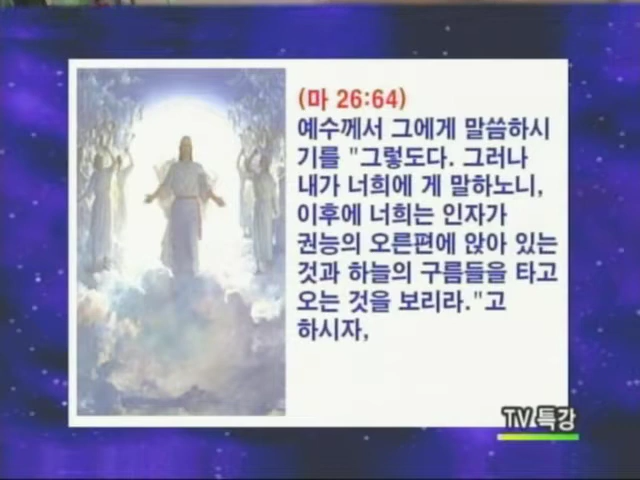 (마 26:64)
예수께서 그에게 말씀하시
기를 "그렇도다. 그러나
내가 너희에 게 말하노니,
이후에 너희는 인자가
권능의 오른편에 앉아 있는
것과 하늘의 구름들을 타고
오는 것을 보리라."고
하시자,
TV 특강